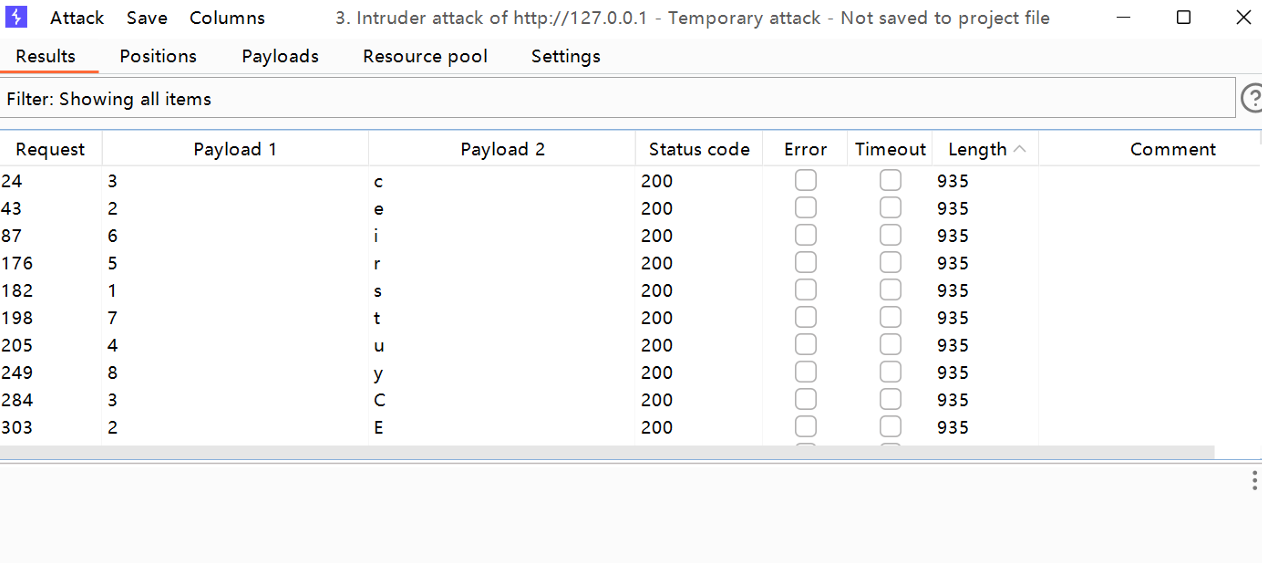 Attack Save Columns 3. Intruder attack of http://127.0.0.1 - Temporary attack - Not saved to project file
Results Positions Payloads Resource pool Settings
Filter: Showing all items
Request Payload 1 Payload 2 Status code Error Timeout Length Comment
24 3 c 200 935
43 2 e 200 935
87 6 i 200 935
176 5 r 200 935
182 1 s 200 935
198 7 t 200 935
205 4 u 200 935
249 8 y 200 935
284 3 C 200 935
303 2 E 200 935